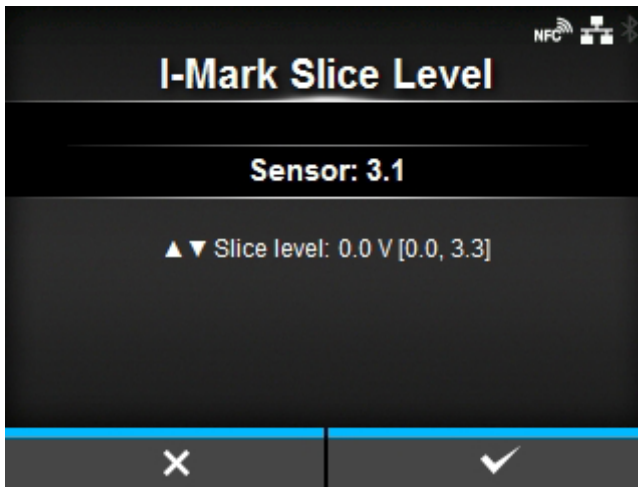 NFC
I-Mark Slice Level
Sensor: 3.1
▲▼ Slice level: 0.0 V [0.0, 3.3]